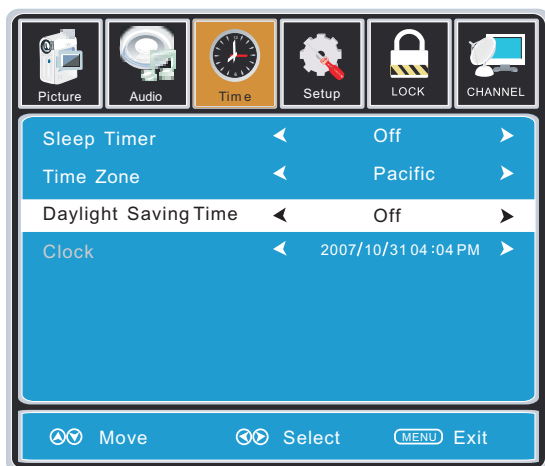 Picture Audio Time Setup LOCK CHANNEL
Sleep Timer Off
Time Zone Pacific
Daylight Saving Time Off
Clock 2007/10/31 04:04 PM
Move Select MENU Exit